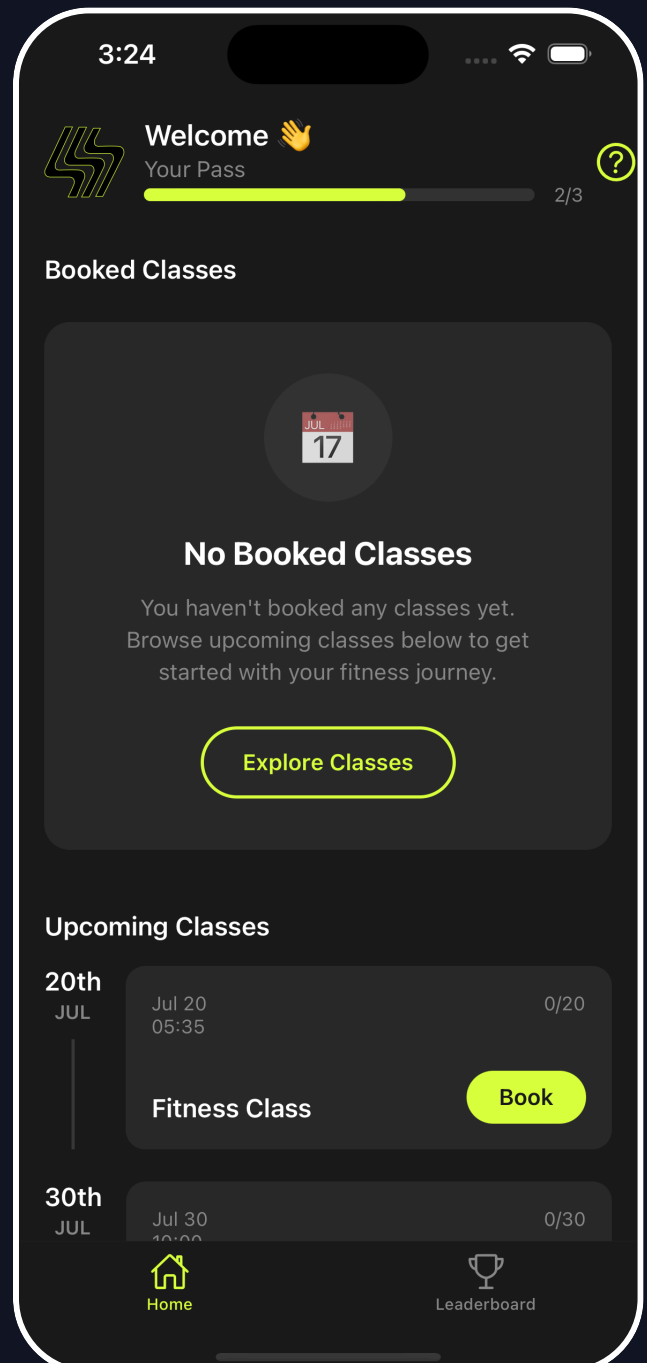 3:24
Welcome 👋
Your Pass
2/3
?
Booked Classes
JUL
17
No Booked Classes
You haven't booked any classes yet.
Browse upcoming classes below to get
started with your fitness journey.
Explore Classes
Upcoming Classes
20th
JUL
Jul 20
0/20
05:35
Fitness Class
Book
30th
JUL
Jul 30
0/30
Home
Leaderboard